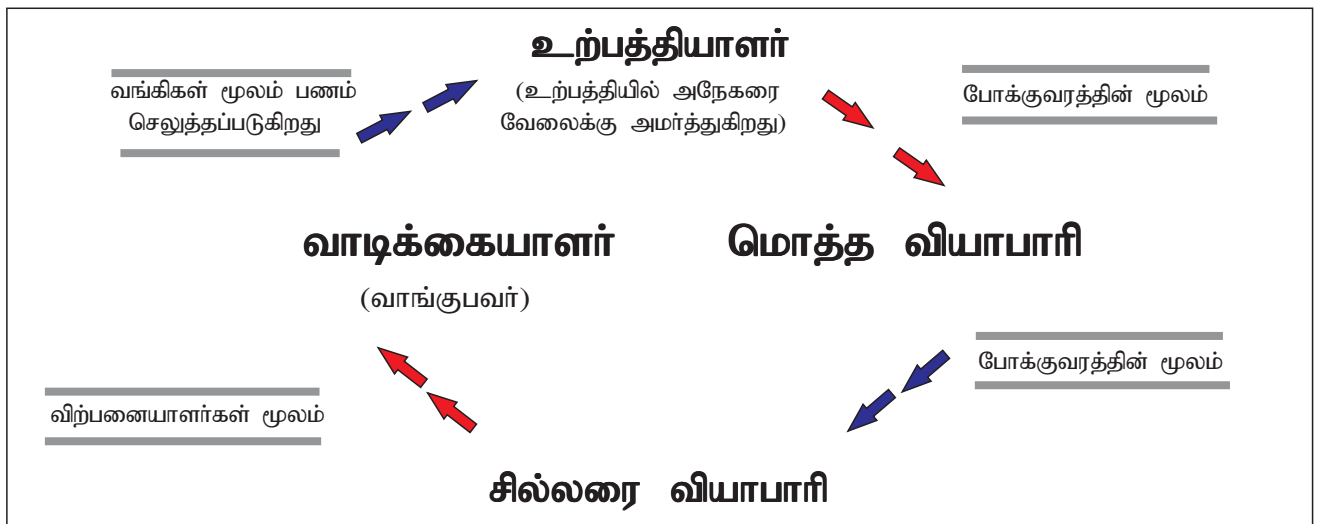 உற்பத்தியாளர்
(உற்பத்தியில் அநேகரை
வேலைக்கு அமர்த்துகிறது)
வங்கிகள் மூலம் பணம்
செலுத்தப்படுகிறது
போக்குவரத்தின் மூலம்
வாடிக்கையாளர்
(வாங்குபவர்)
மொத்த வியாபாரி
போக்குவரத்தின் மூலம்
விற்பனையாளர்கள் மூலம்
சில்லரை வியாபாரி